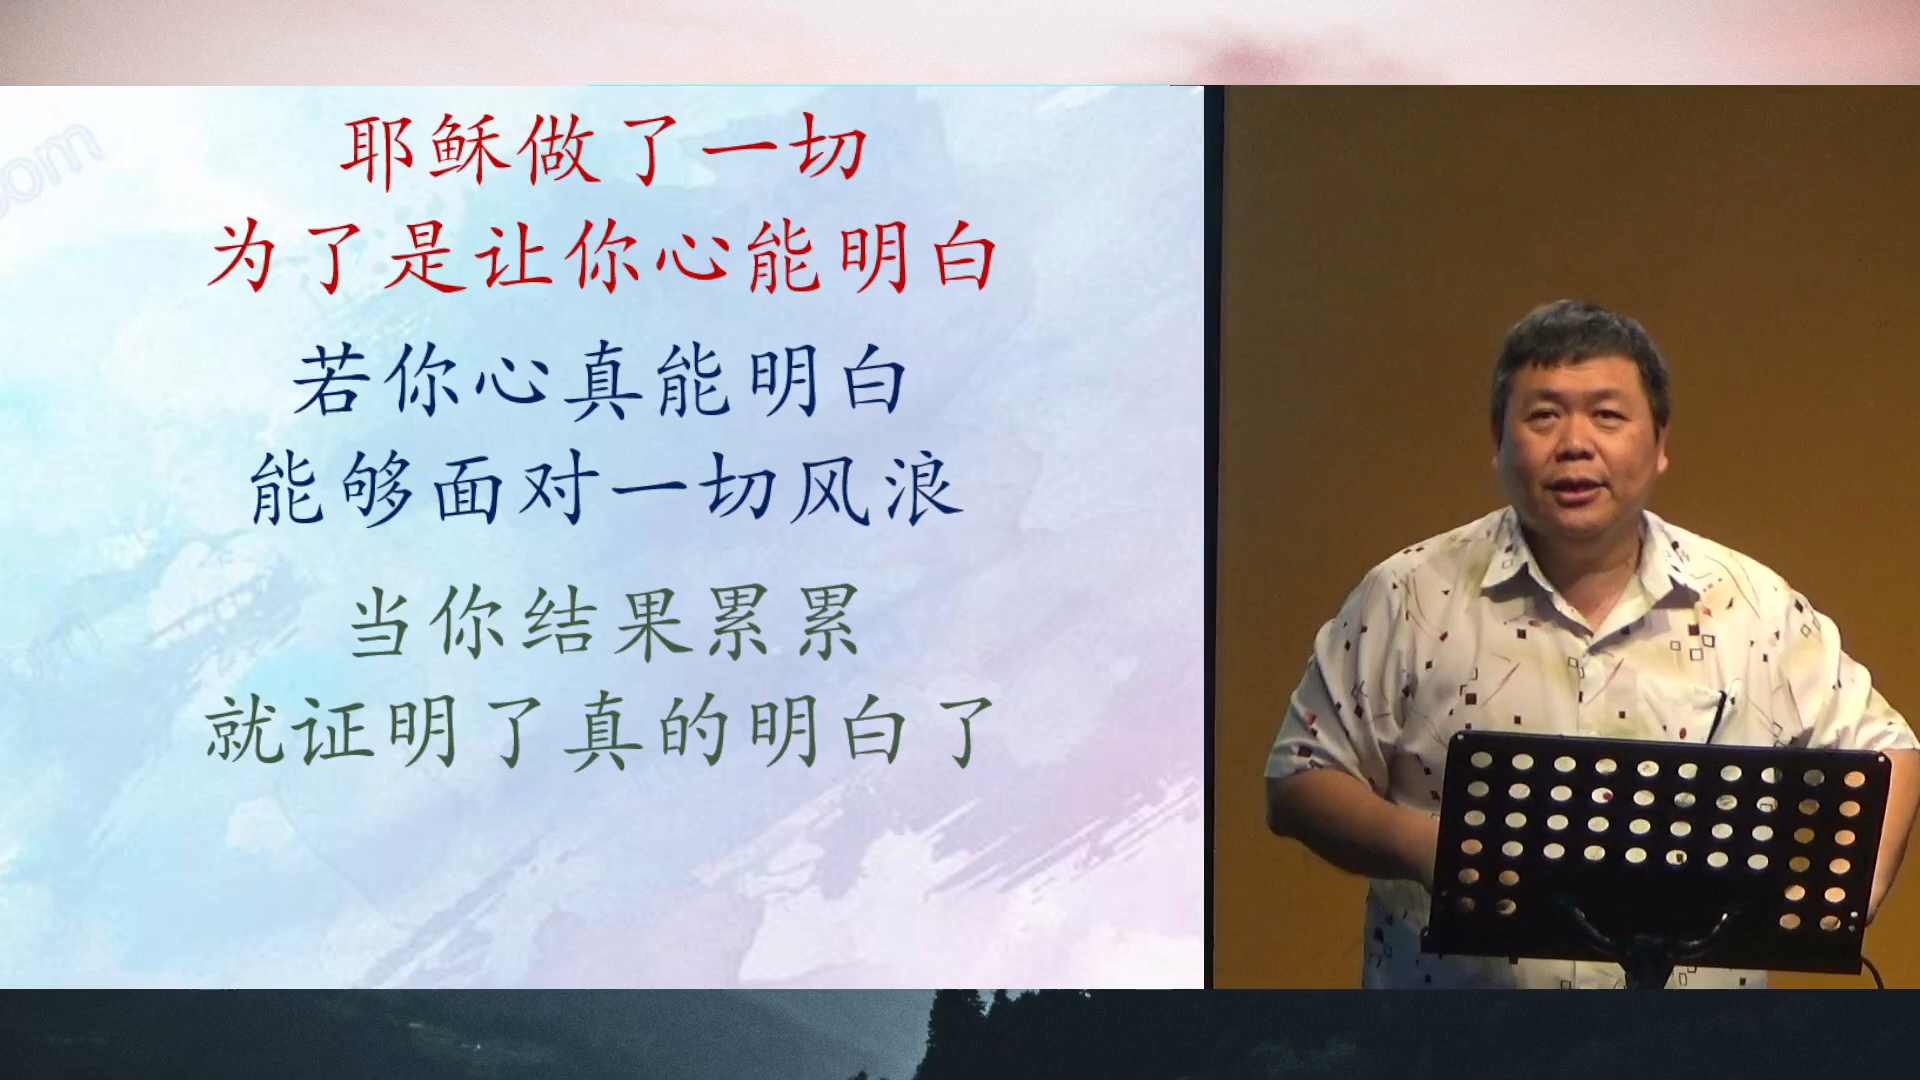 耶稣做了一切
为了是让你心能明白
若你心真能明白
能够面对一切风浪
当你结果累累
就证明了真的明白了
com